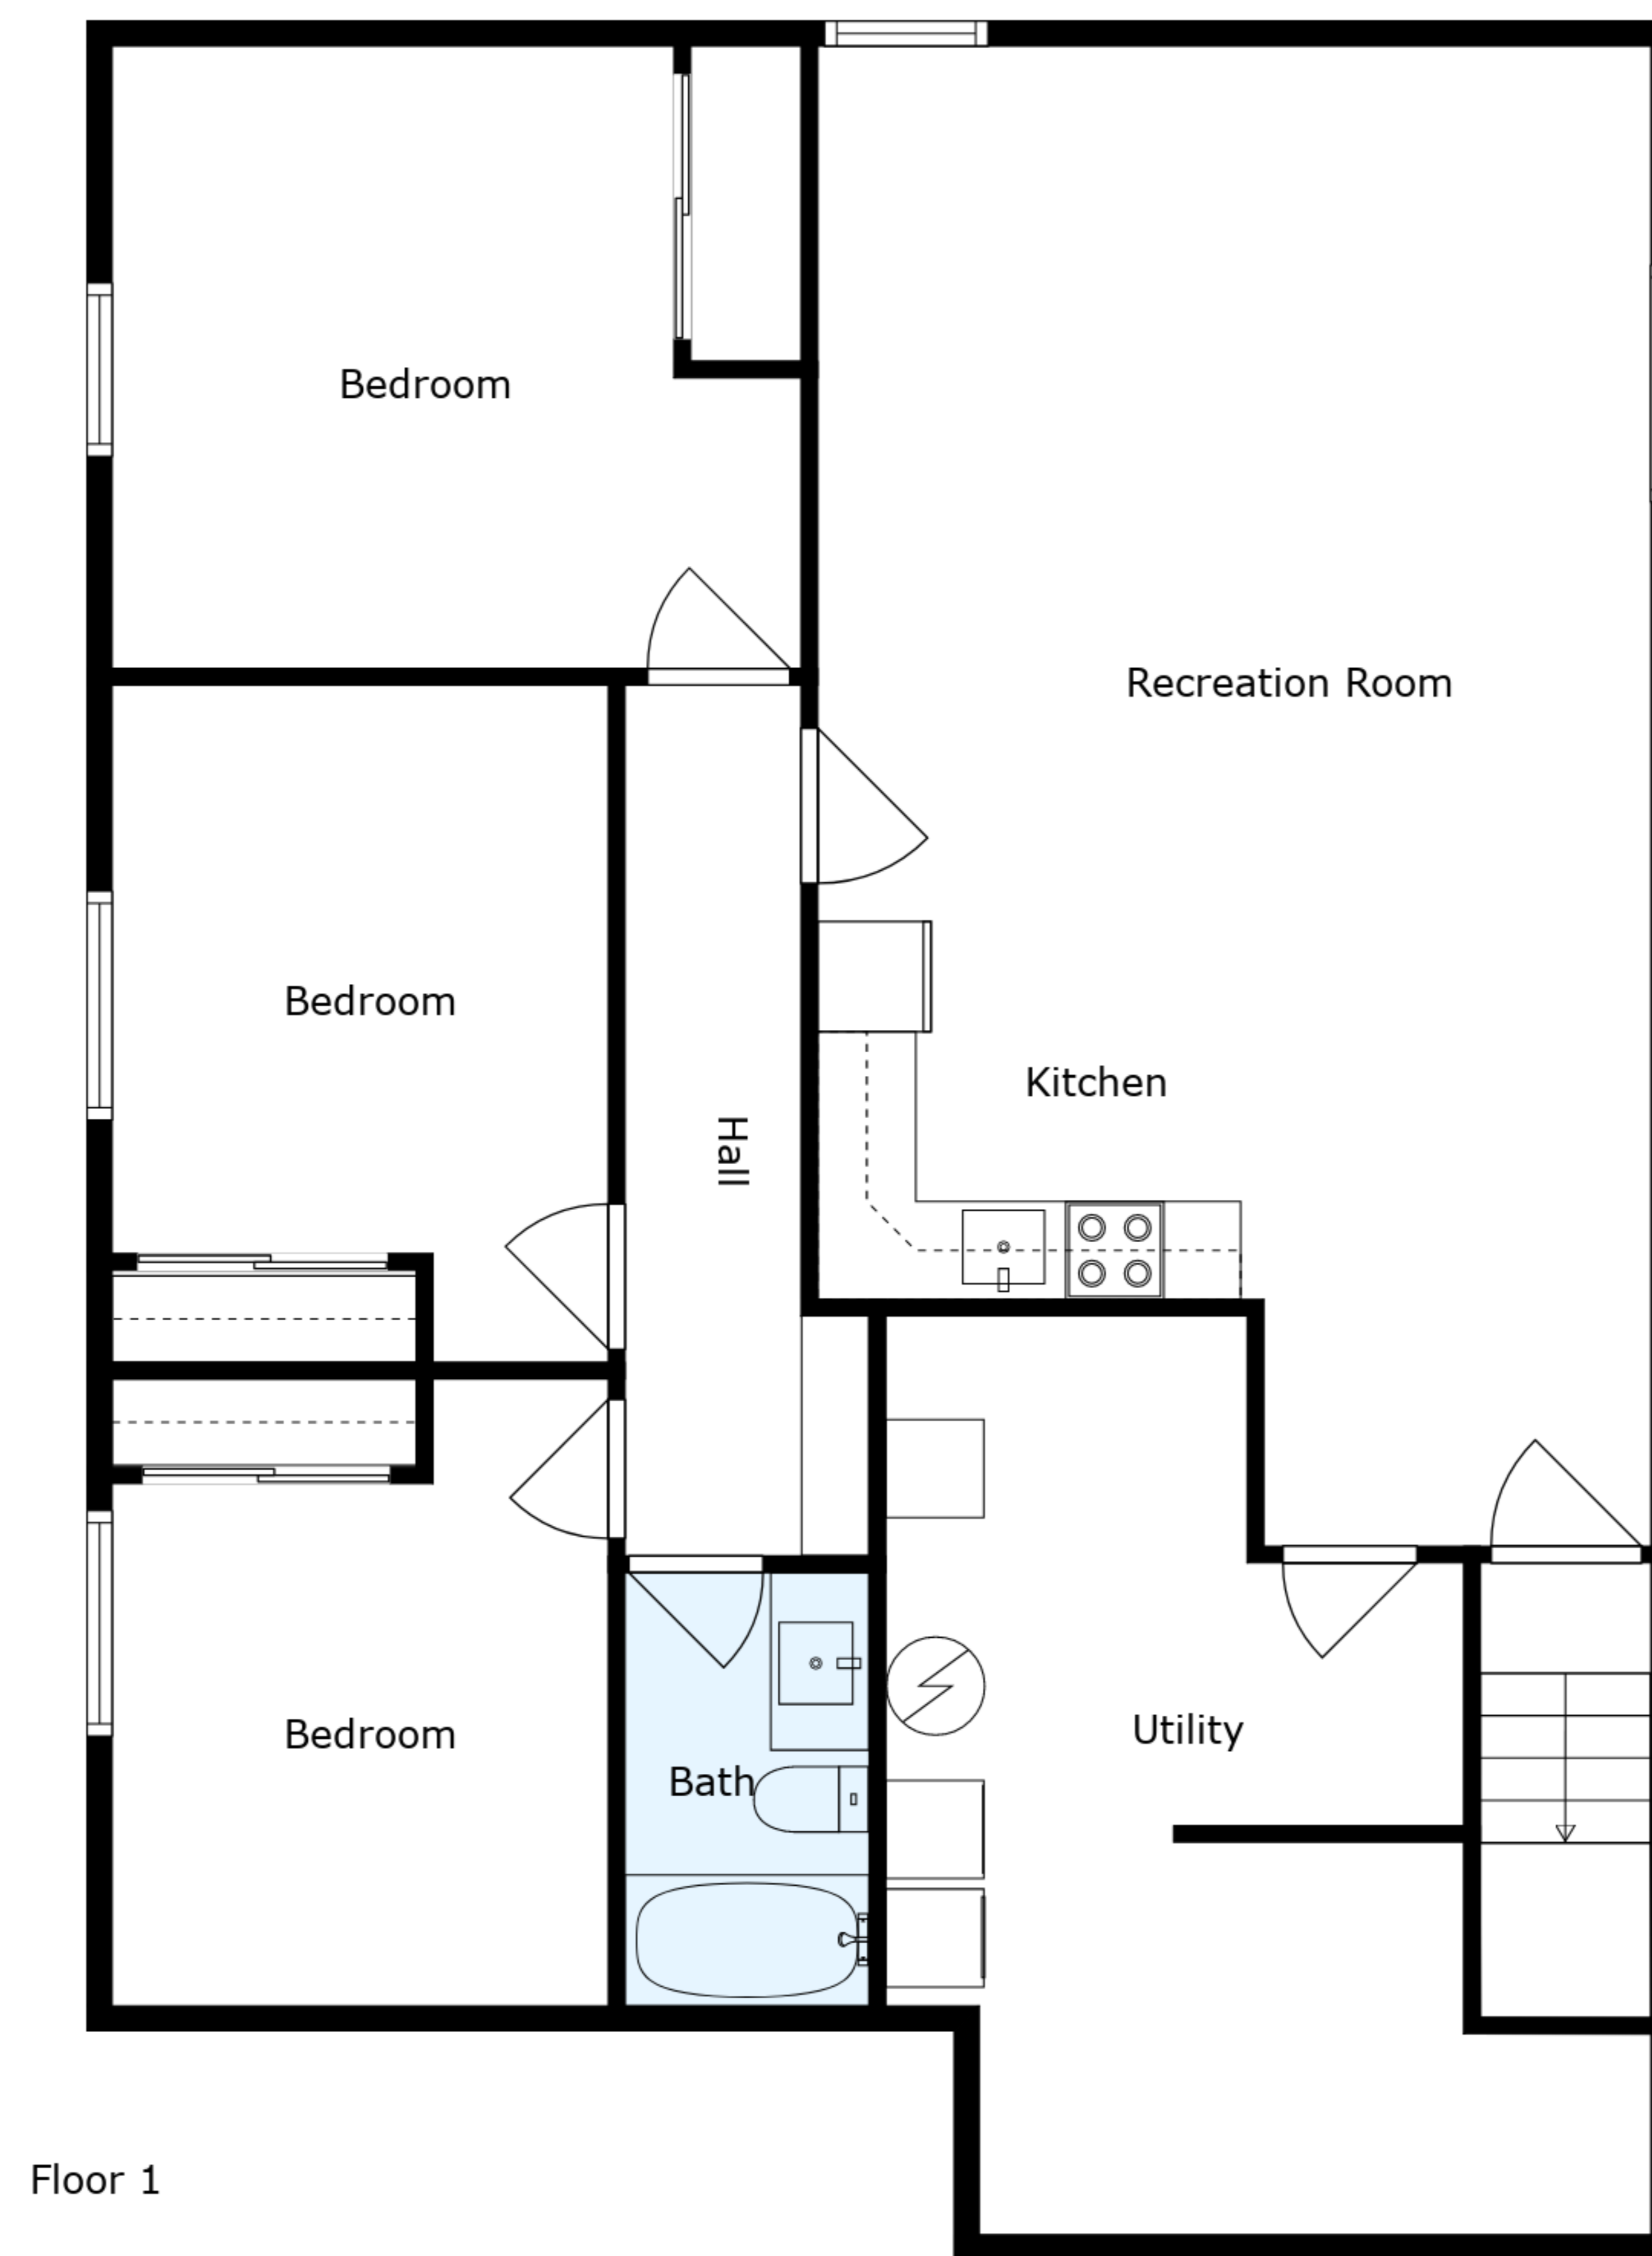 Bedroom
Recreation Room
Bedroom
Kitchen
Hall
Utility
Bedroom
Bath
Floor 1